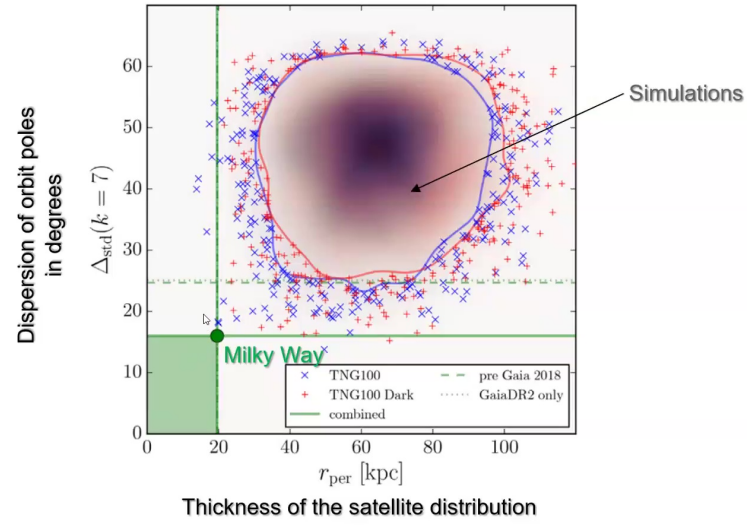 60
50
40
30
20
10
0
0
20
40
60
80
100
Dispersion of orbit poles
in degrees
Δstd(k = 7)
Simulations
Milky Way
TNG100
TNG100 Dark
combined
pre Gaia 2018
GaiaDR2 only
rper [kpc]
Thickness of the satellite distribution